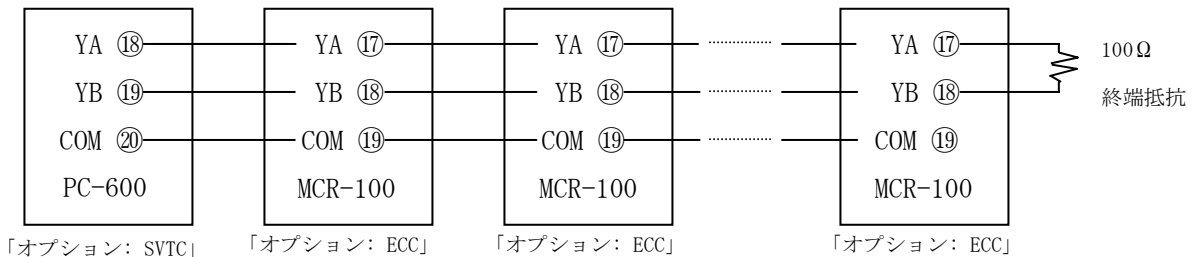 YA ⑱ YA ⑰ YA ⑰ YA ⑰ 100Ω
YB ⑲ YB ⑱ YB ⑱ YB ⑱ 終端抵抗
COM ⑳ COM ⑲ COM ⑲ COM ⑲
PC-600 MCR-100 MCR-100 MCR-100
「オプション: SVTC」 「オプション: ECC」 「オプション: ECC」 「オプション: ECC」